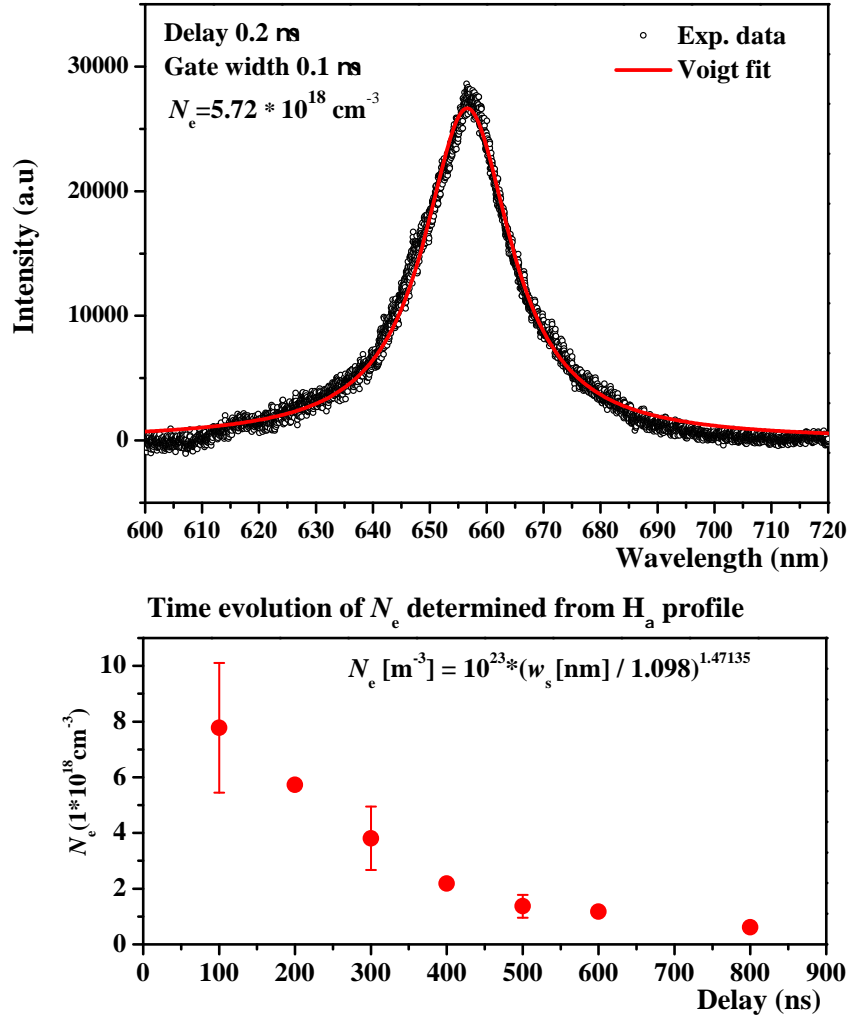 Delay 0.2 ms
Gate width 0.1 ms
Ne=5.72 * 10^18 cm^-3
Exp. data
Voigt fit
Intensity (a.u)
30000
20000
10000
0
600 610 620 630 640 650 660 670 680 690 700 710 720
Wavelength (nm)
Time evolution of Ne determined from Ha profile
Ne [m^-3] = 10^23*(ws [nm] / 1.098)^1.47135
Ne (1*10^18cm^-3)
10
8
6
4
2
0
0 100 200 300 400 500 600 700 800 900
Delay (ns)